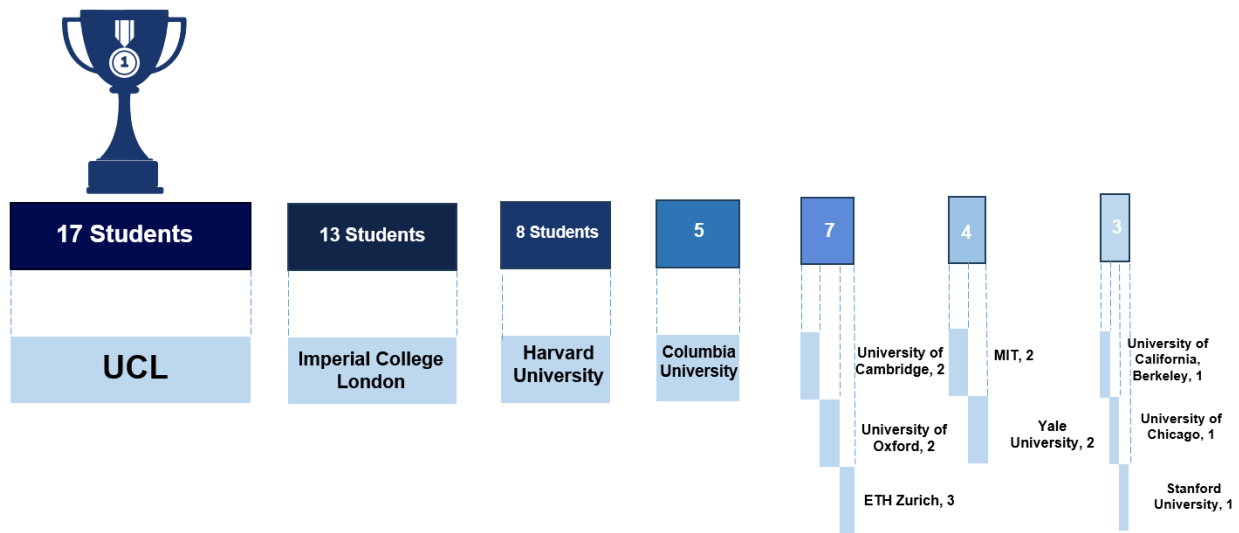 1
17 Students
13 Students
8 Students
5
7
4
3
UCL
Imperial College
London
Harvard
University
Columbia
University
University of
Cambridge, 2
University of
Oxford, 2
ETH Zurich, 3
MIT, 2
Yale
University, 2
University of
California,
Berkeley, 1
University of
Chicago, 1
Stanford
University, 1